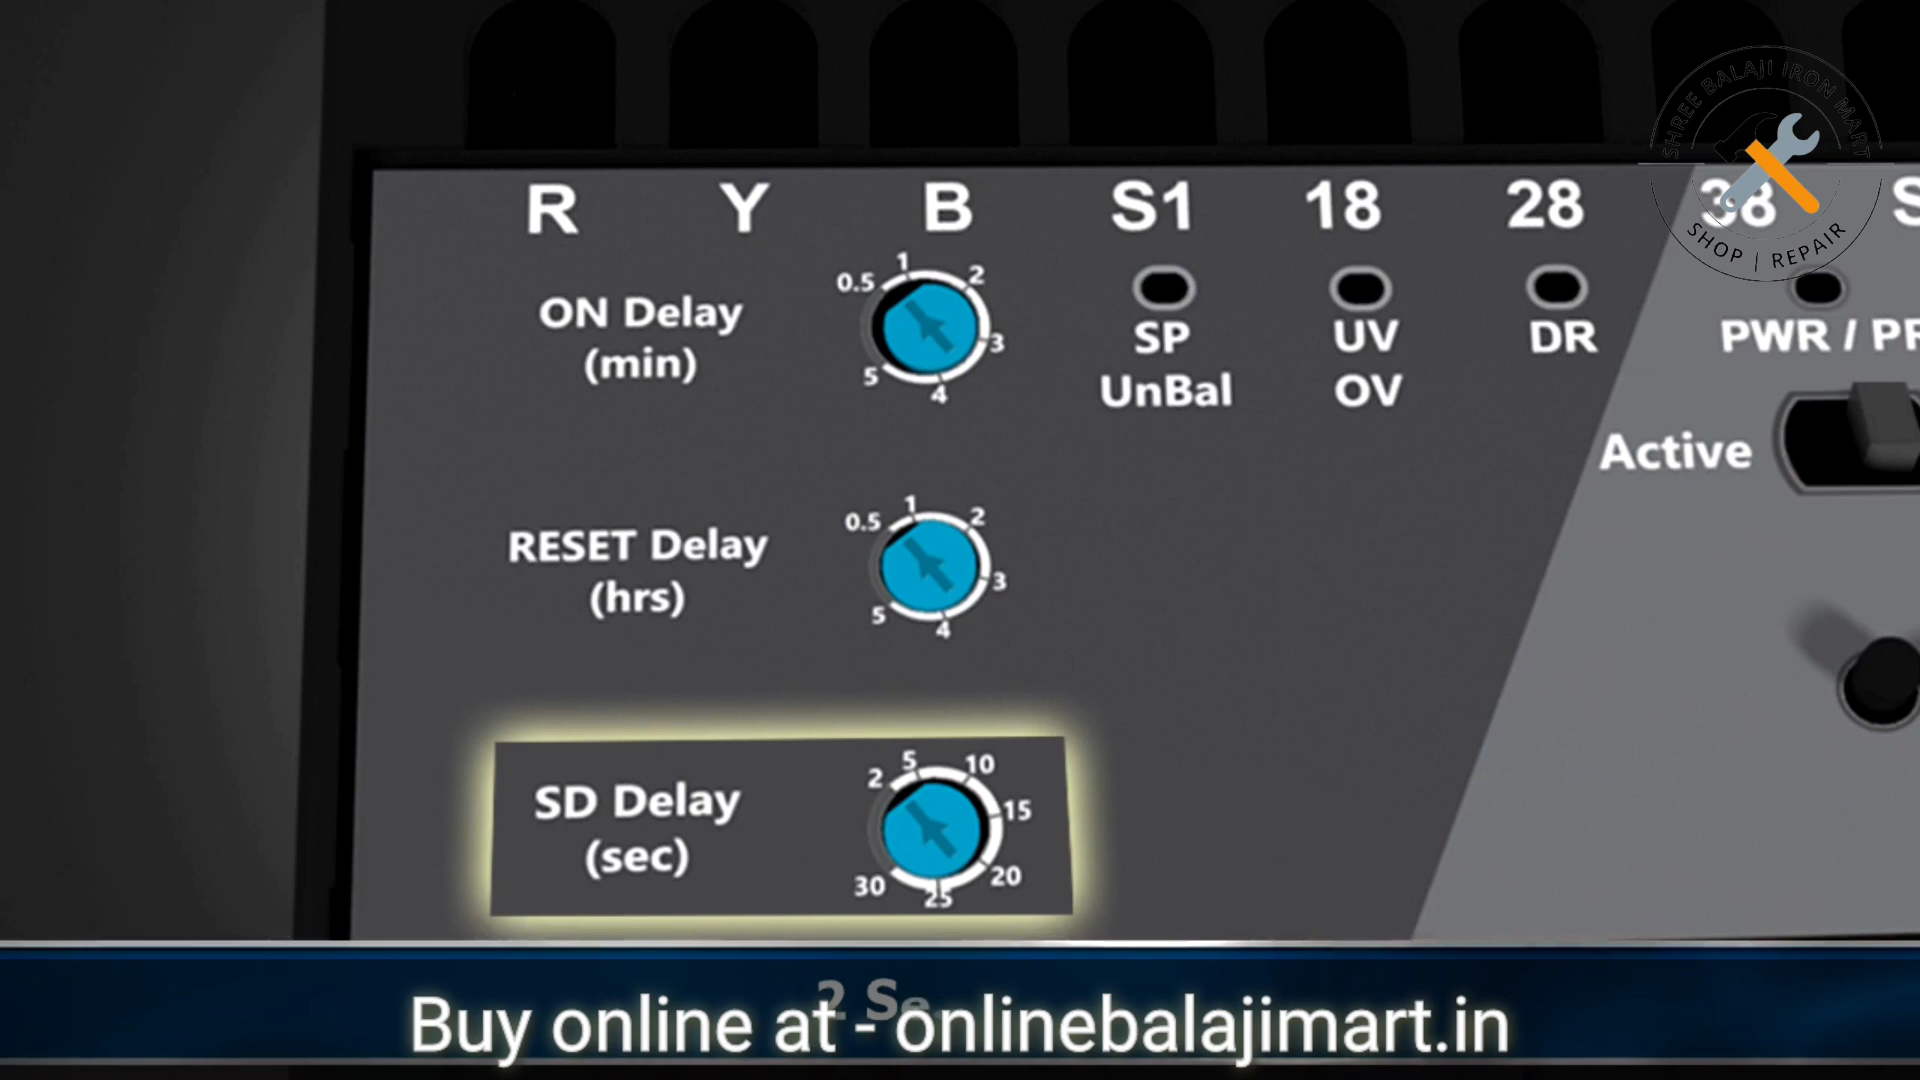 SHREE BALAJI IRON MART
SHOP | REPAIR
R Y B S1 18 28 38
ON Delay
(min)
0.5 1 2 3 4 5
SP
UnBal
UV
OV
DR
PWR /
Active
RESET Delay
(hrs)
0.5 1 2 3 4 5
SD Delay
(sec)
2 5 10 15 20 25 30
Buy online at - onlinebalajimart.in